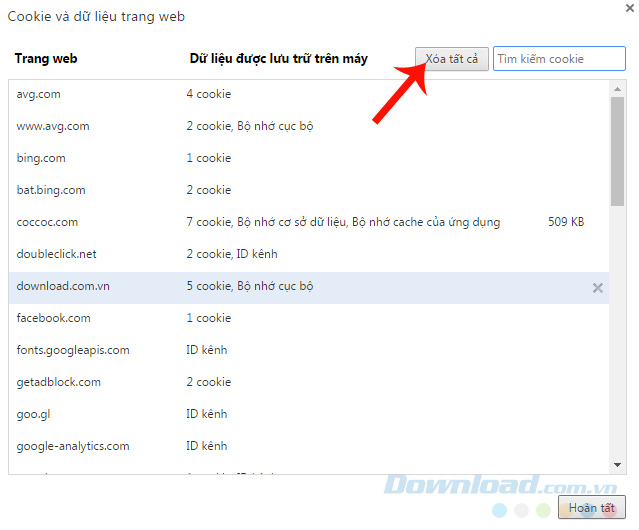 Cookie và dữ liệu trang web
Trang web Dữ liệu được lưu trữ trên máy Xóa tất cả Tìm kiếm cookie
avg.com 4 cookie
www.avg.com 2 cookie, Bộ nhớ cục bộ
bing.com 1 cookie
bat.bing.com 2 cookie
coccoc.com 7 cookie, Bộ nhớ cơ sở dữ liệu, Bộ nhớ cache của ứng dụng 509 KB
doubleclick.net 2 cookie, ID kênh
download.com.vn 5 cookie, Bộ nhớ cục bộ
facebook.com 1 cookie
fonts.googleapis.com ID kênh
getadblock.com 2 cookie
goo.gl ID kênh
google-analytics.com ID kênh
Download.com.vn
Hoàn tất